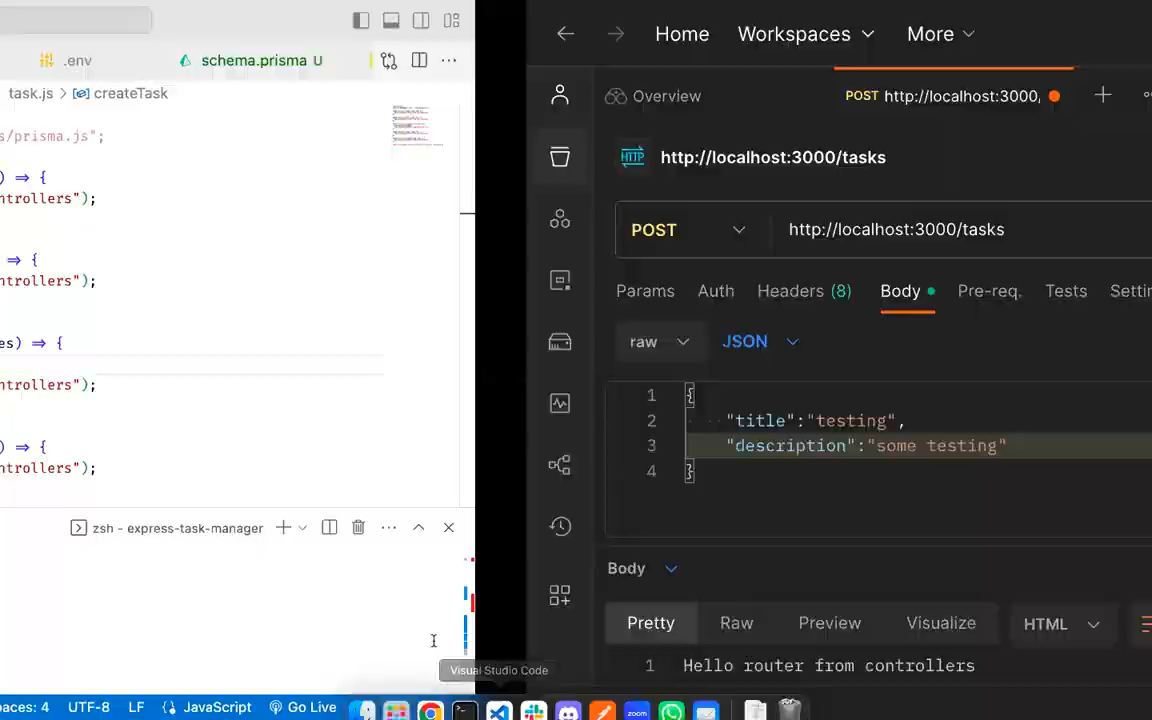 .env
schema.prisma U
task.js > createTask
s/prisma.js";
) => {
ntrollers");
=> {
ntrollers");
es) => {
ntrollers");
) => {
ntrollers");
zsh - express-task-manager
Visual Studio Code
paces: 4 UTF-8 LF JavaScript Go Live
Home Workspaces More
Overview
POST http://localhost:3000,
HTTP http://localhost:3000/tasks
POST http://localhost:3000/tasks
Params Auth Headers (8) Body Pre-req. Tests Settin
raw JSON
1 {
2 "title":"testing",
3 "description":"some testing"
4 }
Body
Pretty Raw Preview Visualize HTML
1 Hello router from controllers
zoom